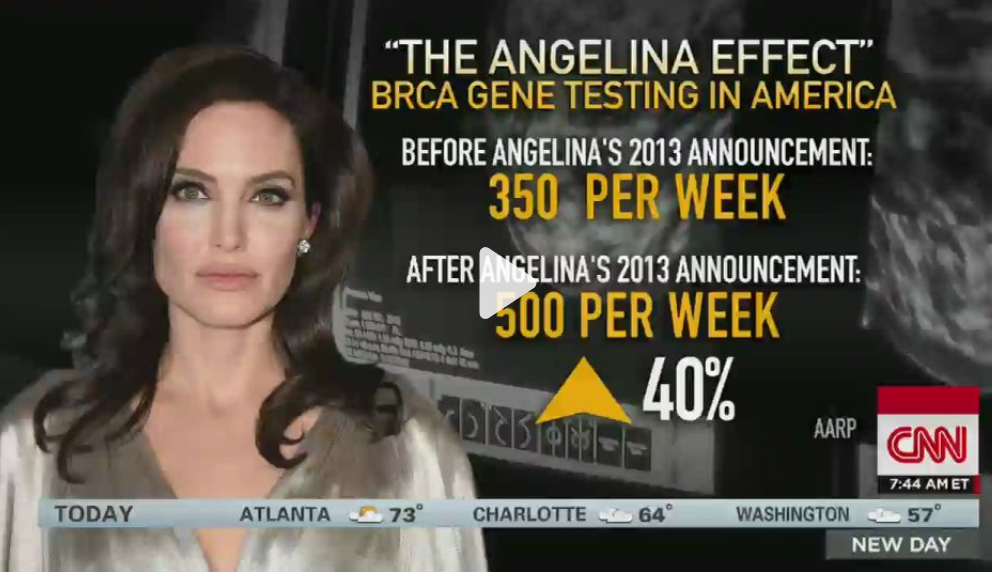 “THE ANGELINA EFFECT”
BRCA GENE TESTING IN AMERICA
BEFORE ANGELINA'S 2013 ANNOUNCEMENT:
350 PER WEEK
AFTER ANGELINA'S 2013 ANNOUNCEMENT:
500 PER WEEK
40%
AARP
CNN
7:44 AM ET
TODAY ATLANTA 73° CHARLOTTE 64° WASHINGTON 57°
NEW DAY